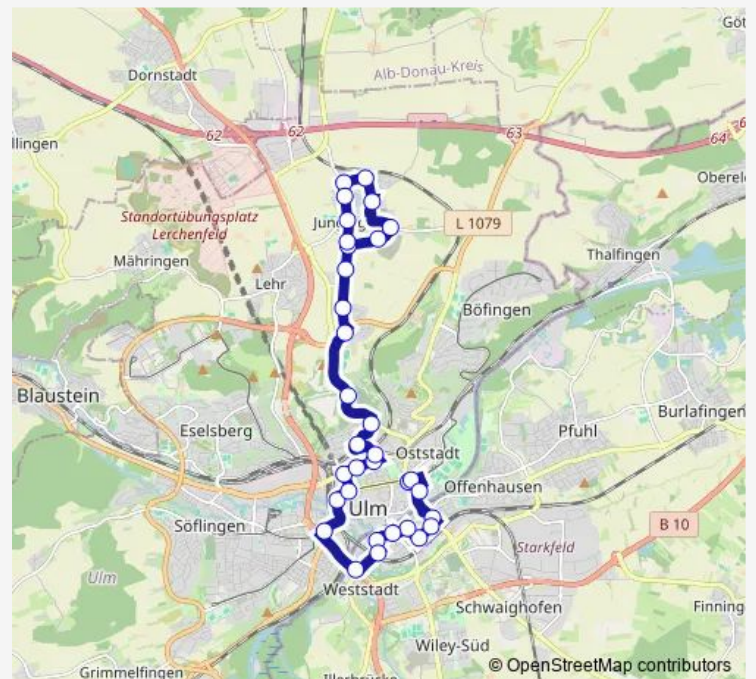 Göt
Dornstadt
Alb-Donau-Kreis
62
62
63
64
llingen
Oberel
Standortübungsplatz
Lerchenfeld
L 1079
Thalfingen
Mähringen
Lehr
Böfingen
Blaustein
Burlafingen
Eselsberg
Pfuhl
Oststadt
Offenhausen
Ulm
Söflingen
B 10
Starkfeld
Ulm
Weststadt
Schwaighofen
Finning
Wiley-Süd
Grimmelfingen
© OpenStreetMap contributors